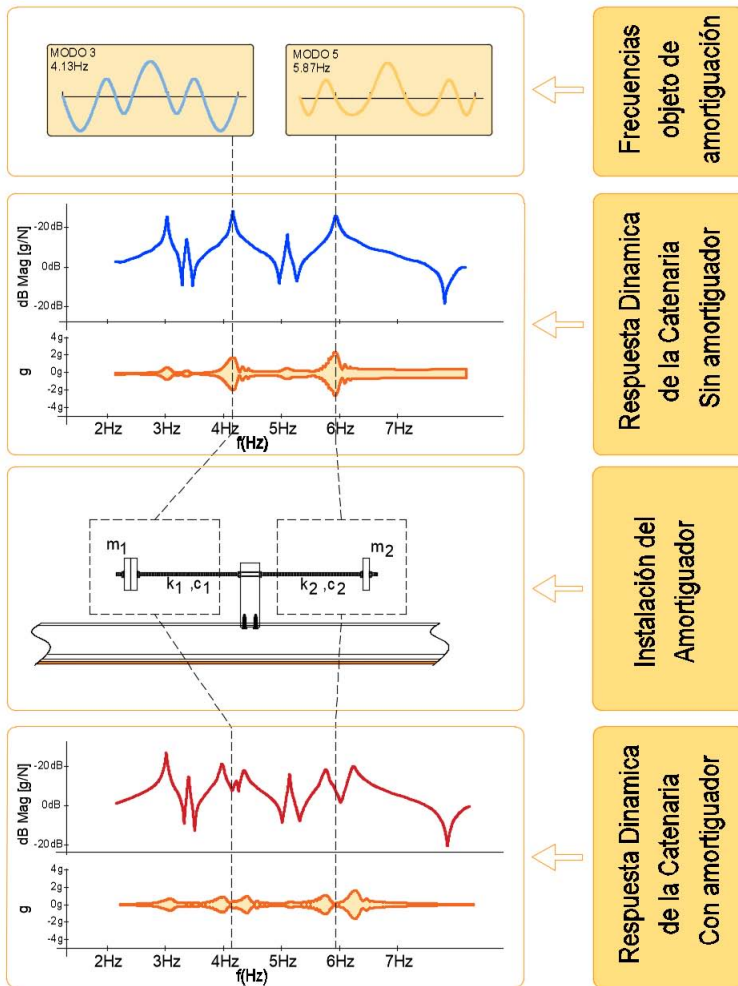 MODO 3
4.13Hz
MODO 5
5.87Hz
Frecuencias
objeto de
amortiguación
dB Mag [g/N]
-20dB
0dB
-20dB
g
4g
2g
0g
-2g
-4g
2Hz 3Hz 4Hz 5Hz 6Hz 7Hz
f(Hz)
Respuesta Dinamica
de la Catenaria
Sin amortiguador
m1
k1 ,c1
k2 ,c2
m2
Instalación del
Amortiguador
dB Mag [g/N]
-20dB
0dB
-20dB
g
4g
2g
0g
-2g
-4g
2Hz 3Hz 4Hz 5Hz 6Hz 7Hz
f(Hz)
Respuesta Dinamica
de la Catenaria
Con amortiguador